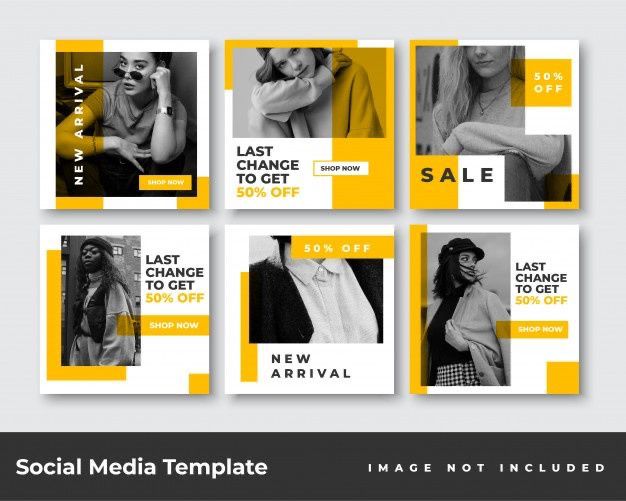 NEW ARRIVAL
SHOP NOW
LAST
CHANGE
TO GET
50% OFF
SHOP NOW
50%
OFF
SALE
LAST
CHANGE
TO GET
50% OFF
SHOP NOW
50% OFF
NEW
ARRIVAL
LAST
CHANGE
TO GET
50% OFF
SHOP NOW
Social Media Template
IMAGE NOT INCLUDED